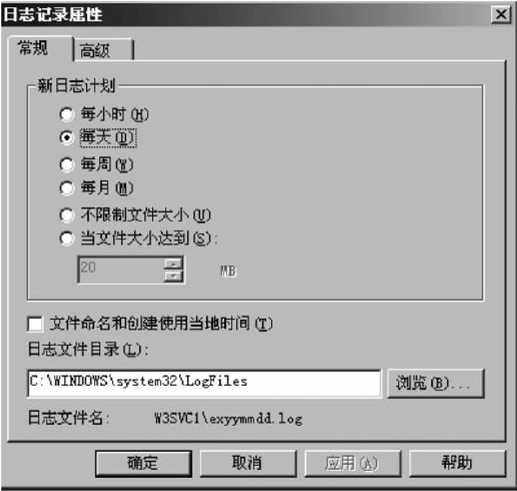 日志记录属性
常规 高级
新日志计划
每小时(H)
每天(D)
每周(W)
每月(M)
不限制文件大小(U)
当文件大小达到(S):
20 MB
文件命名和创建使用当地时间(T)
日志文件目录(L):
C:\WINDOWS\system32\LogFiles 浏览(B)...
日志文件名: W3SVC1\exyymmdd.log
确定 取消 应用(A) 帮助